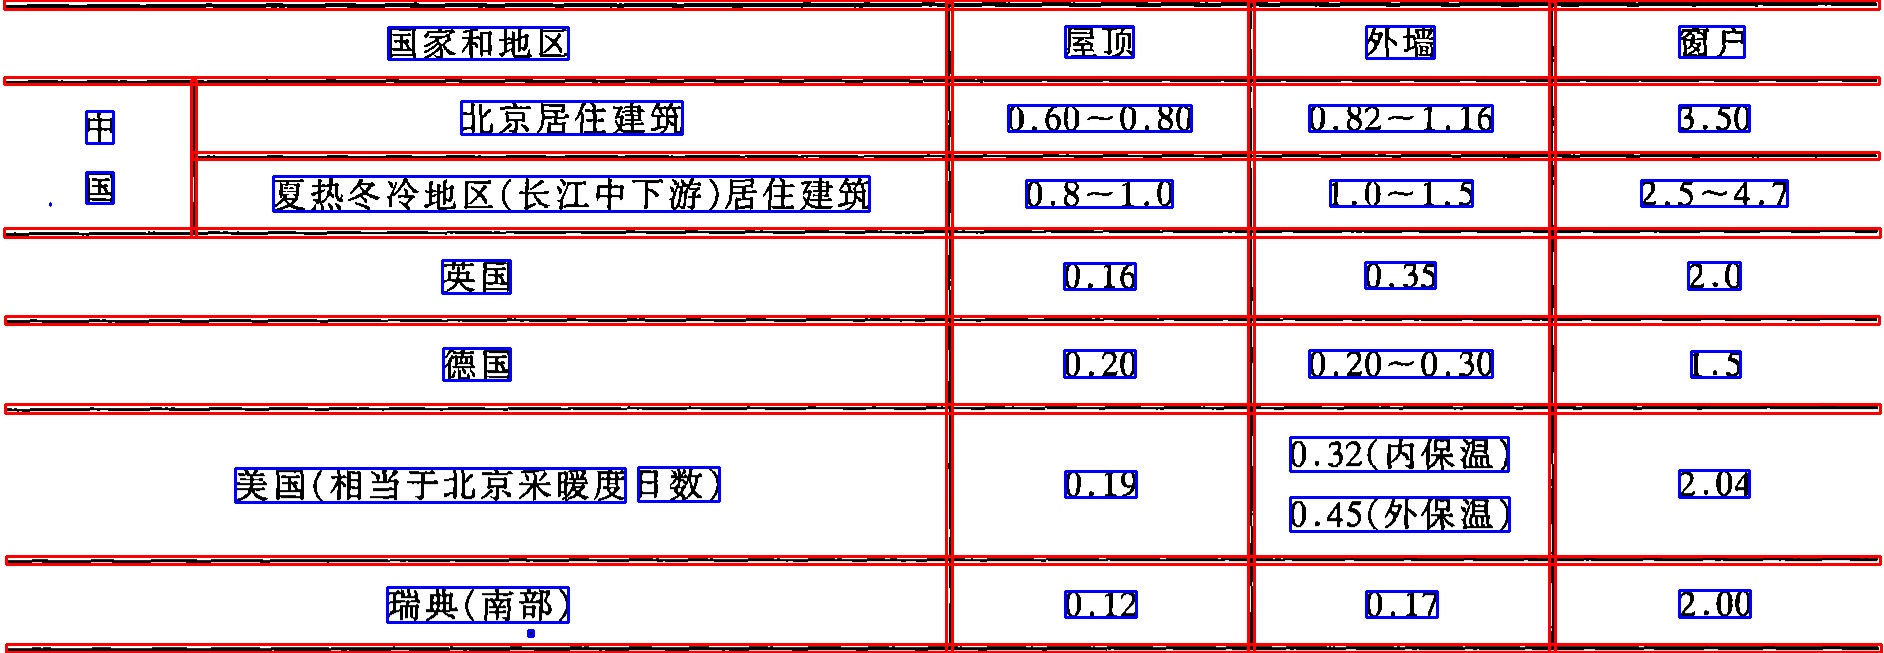 国家和地区 屋顶 外墙 窗户
中国 北京居住建筑 0.60～0.80 0.82～1.16 3.50
夏热冬冷地区(长江中下游)居住建筑 0.8～1.0 1.0～1.5 2.5～4.7
英国 0.16 0.35 2.0
德国 0.20 0.20～0.30 1.5
美国(相当于北京采暖度日数) 0.19 0.32(内保温) 2.04
0.45(外保温)
瑞典(南部) 0.12 0.17 2.00